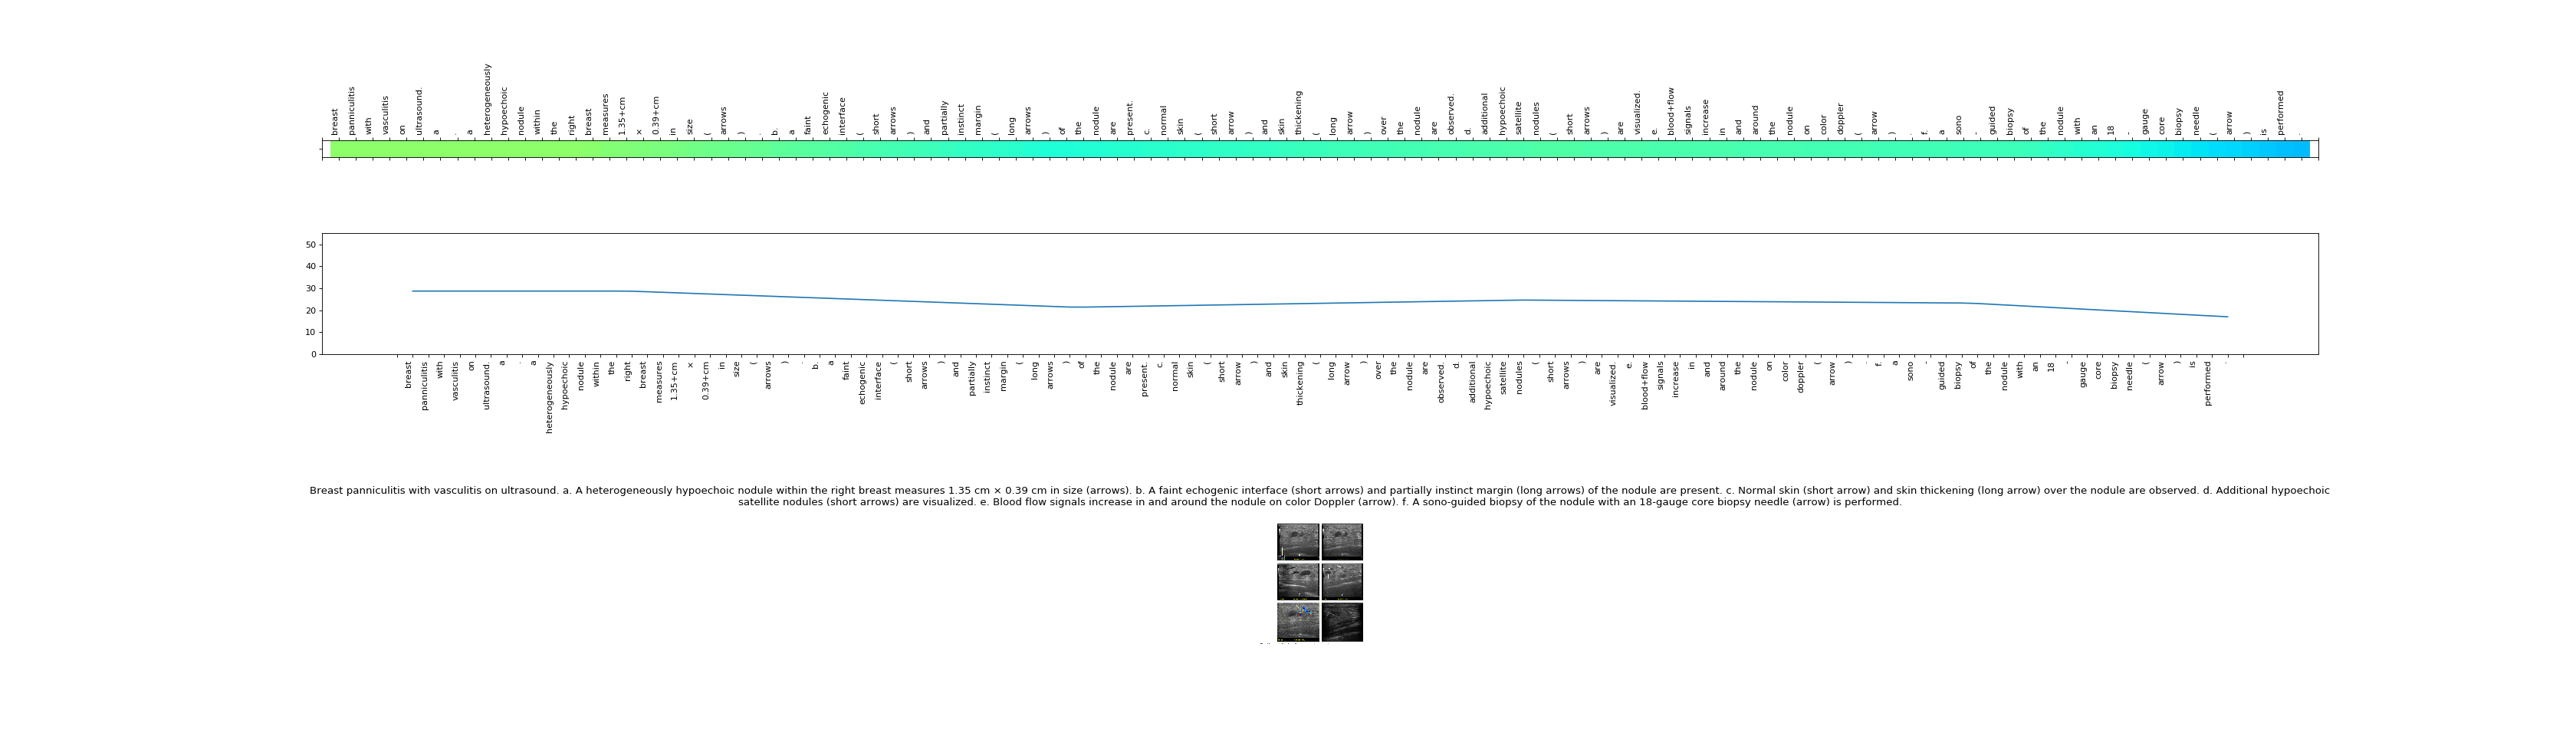 breast panniculitis with vasculitis on ultrasound. a . a heterogeneously hypoechoic nodule within the right breast measures 1.35+cm × 0.39+cm in size ( arrows ) . b. a faint echogenic interface ( short arrows ) and partially instinct margin ( long arrows ) of the nodule are present. c. normal skin ( short arrow ) and skin thickening ( long arrow ) over the nodule are observed. d. additional hypoechoic satellite nodules ( short arrows ) are visualized. e. blood+flow signals increase in and around the nodule on color doppler ( arrow ) . f. a sono - guided biopsy of the nodule with an 18 - gauge core biopsy needle ( arrow ) is performed .
50
40
30
20
10
0
breast panniculitis with vasculitis on ultrasound. a . a heterogeneously hypoechoic nodule within the right breast measures 1.35+cm × 0.39+cm in size ( arrows ) . b. a faint echogenic interface ( short arrows ) and partially instinct margin ( long arrows ) of the nodule are present. c. normal skin ( short arrow ) and skin thickening ( long arrow ) over the nodule are observed. d. additional hypoechoic satellite nodules ( short arrows ) are visualized. e. blood+flow signals increase in and around the nodule on color doppler ( arrow ) . f. a sono - guided biopsy of the nodule with an 18 - gauge core biopsy needle ( arrow ) is performed .
Breast panniculitis with vasculitis on ultrasound. a. A heterogeneously hypoechoic nodule within the right breast measures 1.35 cm × 0.39 cm in size (arrows). b. A faint echogenic interface (short arrows) and partially instinct margin (long arrows) of the nodule are present. c. Normal skin (short arrow) and skin thickening (long arrow) over the nodule are observed. d. Additional hypoechoic
satellite nodules (short arrows) are visualized. e. Blood flow signals increase in and around the nodule on color Doppler (arrow). f. A sono-guided biopsy of the nodule with an 18-gauge core biopsy needle (arrow) is performed.